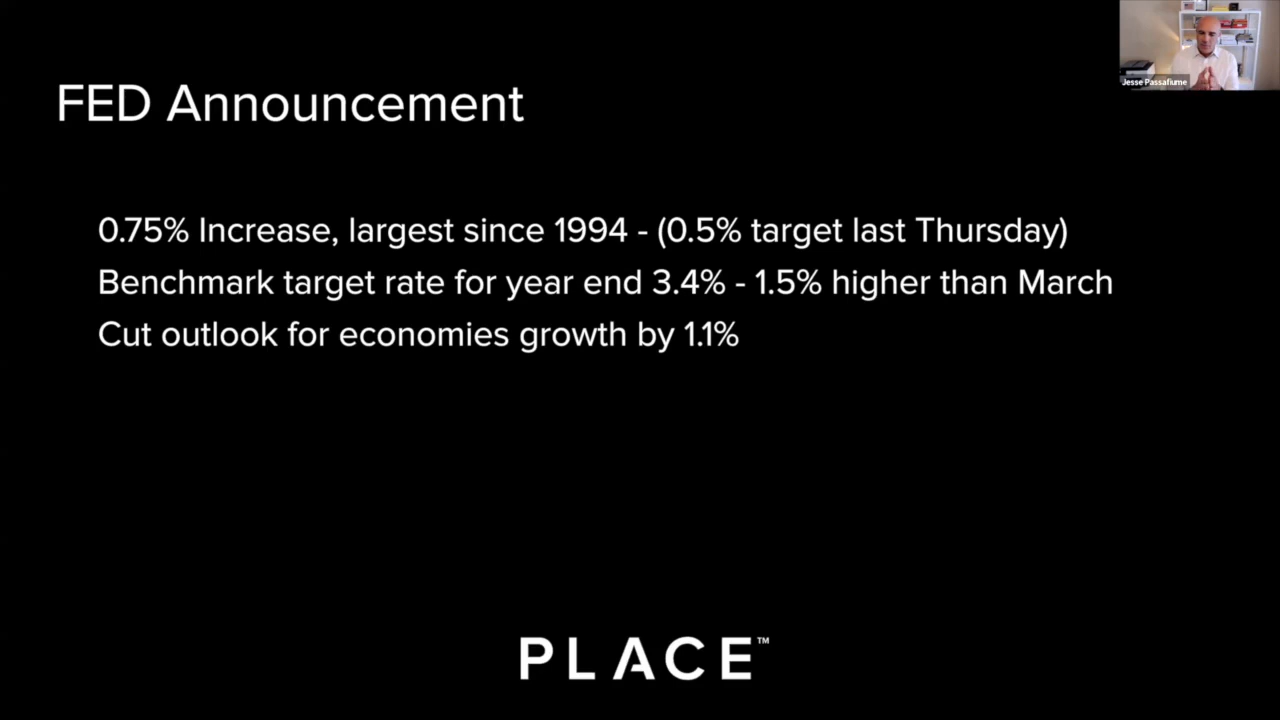 FED Announcement
Jesse Passafiume
0.75% Increase, largest since 1994 - (0.5% target last Thursday)
Benchmark target rate for year end 3.4% - 1.5% higher than March
Cut outlook for economies growth by 1.1%
PLACE™